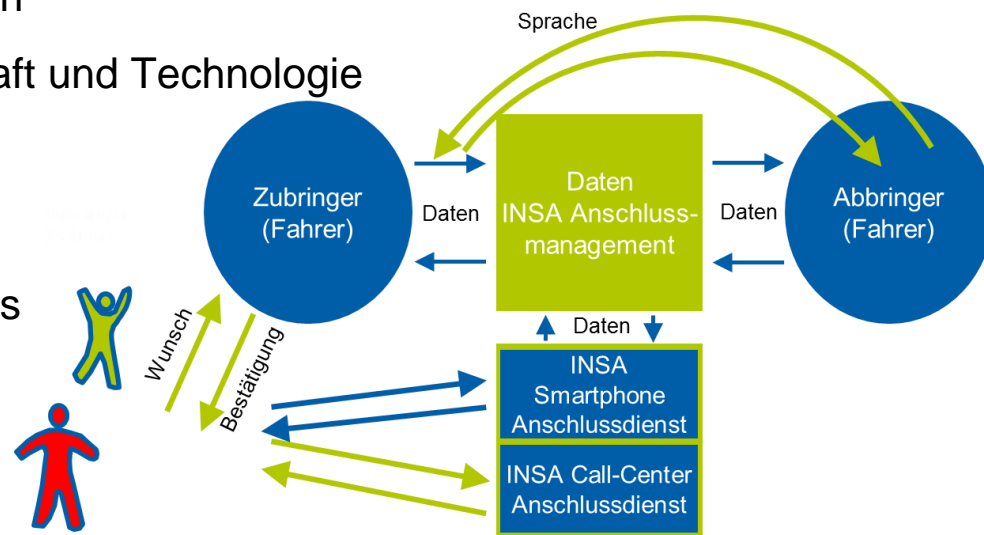 Sprache
aft und Technologie
Zubringer
(Fahrer)
Daten
Daten
INSA Anschluss-
management
Daten
Abbringer
(Fahrer)
s
Wunsch
Bestätigung
Daten
INSA
Smartphone
Anschlussdienst
INSA Call-Center
Anschlussdienst